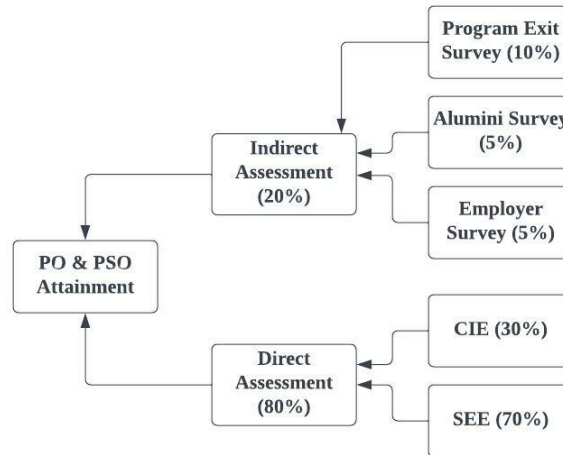 Program Exit
Survey (10%)
Alumini Survey
(5%)
Indirect
Assessment
(20%)
Employer
Survey (5%)
PO & PSO
Attainment
CIE (30%)
Direct
Assessment
(80%)
SEE (70%)